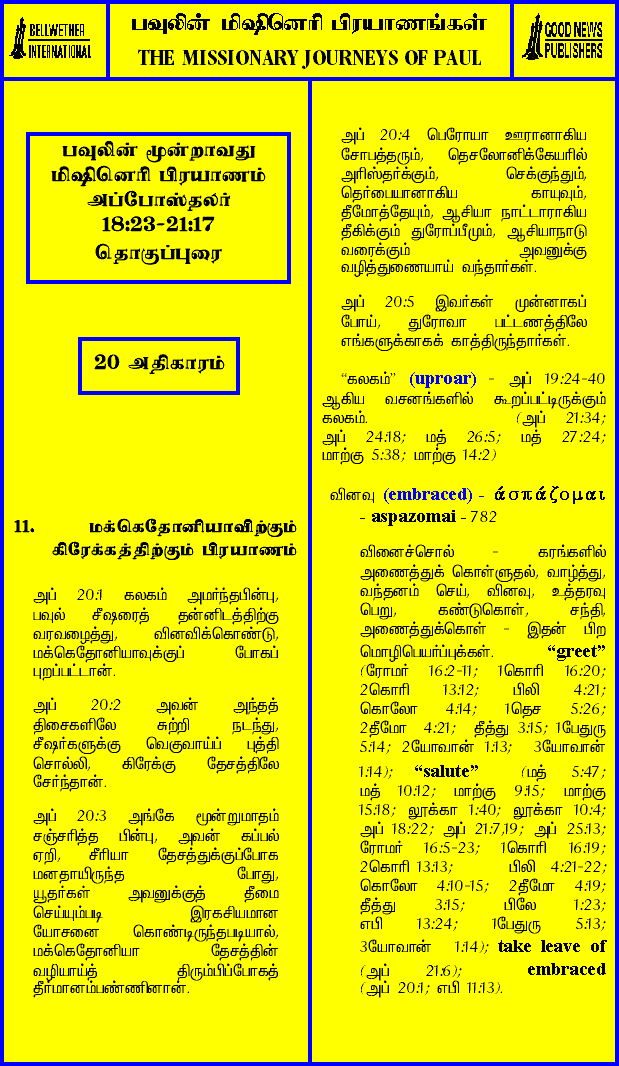 BELLWETHER
INTERNATIONAL
பவுலின் மிஷினெரி பிரயாணங்கள்
THE MISSIONARY JOURNEYS OF PAUL
GOOD NEWS
PUBLISHERS
பவுலின் மூன்றாவது
மிஷினெரி பிரயாணம்
அப்போஸ்தலர்
18:23-21:17
தொகுப்புரை
20 அதிகாரம்
11. மக்கெதோனியாவிற்கும்
கிரேக்கத்திற்கும் பிரயாணம்
அப் 20:1 கலகம் அமர்ந்தபின்பு,
பவுல் சீஷரைத் தன்னிடத்திற்கு
வரவழைத்து, வினவிக்கொண்டு,
மக்கெதோனியாவுக்குப் போகப்
புறப்பட்டான்.
அப் 20:2 அவன் அந்தத்
திசைகளிலே சுற்றி நடந்து,
சீஷர்களுக்கு வெகுவாய்ப் புத்தி
சொல்லி, கிரேக்கு தேசத்திலே
சேர்ந்தான்.
அப் 20:3 அங்கே மூன்றுமாதம்
சஞ்சரித்த பின்பு, அவன் கப்பல்
ஏறி, சீரியா தேசத்துக்குப்போக
மனதாயிருந்த போது,
யூதர்கள் அவனுக்குத் தீமை
செய்யும்படி இரகசியமான
யோசனை கொண்டிருந்தபடியால்,
மக்கெதோனியா தேசத்தின்
வழியாய்த் திரும்பிப்போகத்
தீர்மானம்பண்ணினான்.
அப் 20:4 பெரோயா ஊரானாகிய
சோபத்தரும், தெசலோனிக்கேயரில்
அரிஸ்தர்க்கும், செக்குந்தும்,
தெர்பையானாகிய காயுவும்,
தீமோத்தேயும், ஆசியா நாட்டாராகிய
தீகிக்கும் துரோப்பீமும், ஆசியாநாடு
வரைக்கும் அவனுக்கு
வழித்துணையாய் வந்தார்கள்.
அப் 20:5 இவர்கள் முன்னாகப்
போய், துரோவா பட்டணத்திலே
எங்களுக்காகக் காத்திருந்தார்கள்.
“கலகம்” (uproar) - அப் 19:24-40
ஆகிய வசனங்களில் கூறப்பட்டிருக்கும்
கலகம். (அப் 21:34;
அப் 24:18; மத் 26:5; மத் 27:24;
மாற்கு 5:38; மாற்கு 14:2)
வினவு (embraced) - άσπάζομαι
- aspazomai - 782
வினைச்சொல் - கரங்களில்
அணைத்துக் கொள்ளுதல், வாழ்த்து,
வந்தனம் செய், வினவு, உத்தரவு
பெறு, கண்டுகொள், சந்தி,
அணைத்துக்கொள் - இதன் பிற
மொழிபெயர்ப்புக்கள். “greet”
(ரோமர் 16:2-11; 1கொரி 16:20;
2கொரி 13:12; பிலி 4:21;
கொலோ 4:14; 1தெச 5:26;
2தீமோ 4:21; தீத்து 3:15; 1பேதுரு
5:14; 2யோவான் 1:13; 3யோவான்
1:14); “salute” (மத் 5:47;
மத் 10:12; மாற்கு 9:15; மாற்கு
15:18; லூக்கா 1:40; லூக்கா 10:4;
அப் 18:22; அப் 21:7,19; அப் 25:13;
ரோமர் 16:5-23; 1கொரி 16:19;
2கொரி 13:13; பிலி 4:21-22;
கொலோ 4:10-15; 2தீமோ 4:19;
தீத்து 3:15; பிலே 1:23;
எபி 13:24; 1பேதுரு 5:13;
3யோவான் 1:14); take leave of
(அப் 21:6); embraced
(அப் 20:1; எபி 11:13).